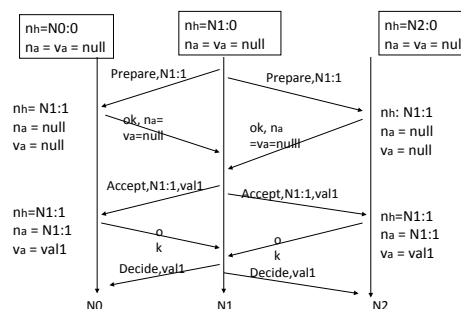 nh=N0:0
na = va = null
nh=N1:0
na = va = null
nh=N2:0
na = va = null
Prepare,N1:1
Prepare,N1:1
nh= N1:1
na = null
va = null
ok, na=
va=null
ok, na
=va=nulll
nh: N1:1
na = null
va = null
Accept,N1:1,val1
Accept,N1:1,val1
nh=N1:1
na = N1:1
va = val1
o
k
o
k
nh=N1:1
na = N1:1
va = val1
Decide,val1
Decide,val1
N0
N1
N2